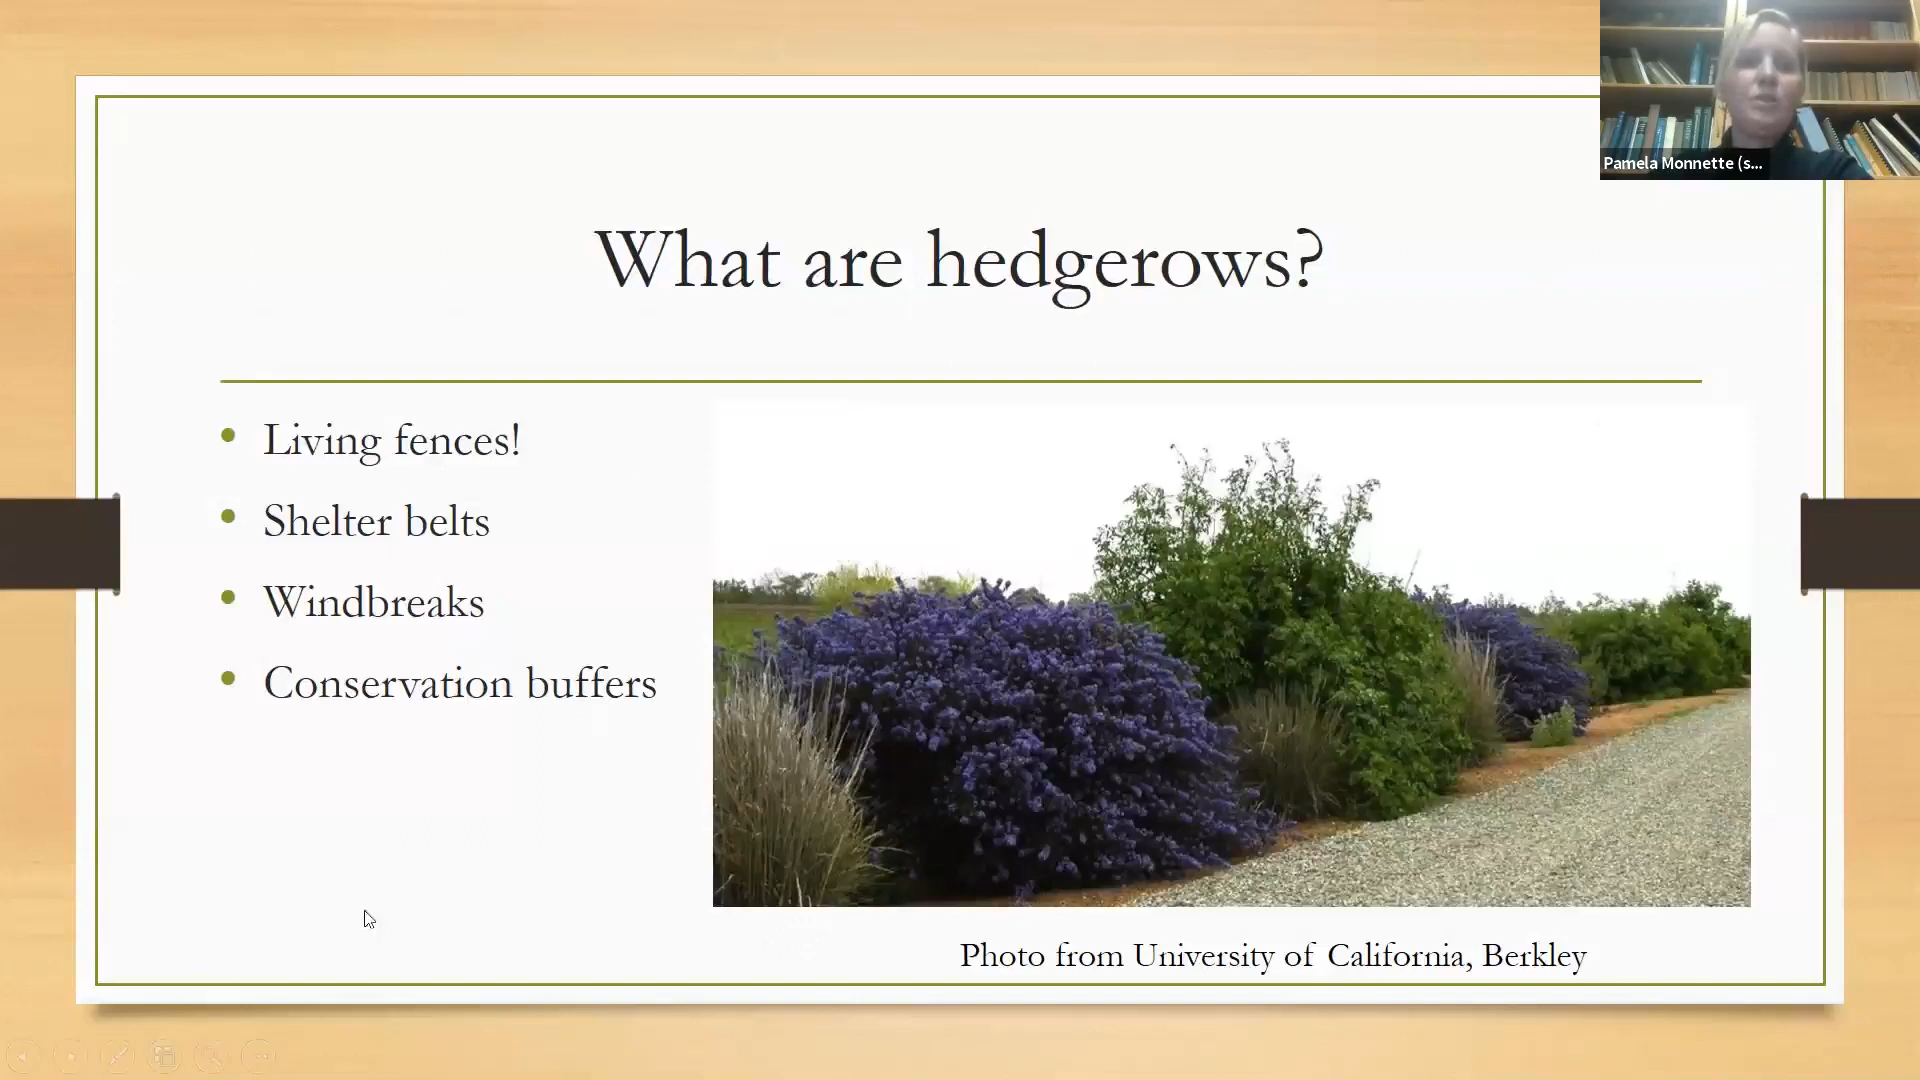 Pamela Monnette (s...
What are hedgerows?
• Living fences!
• Shelter belts
• Windbreaks
• Conservation buffers
Photo from University of California, Berkley